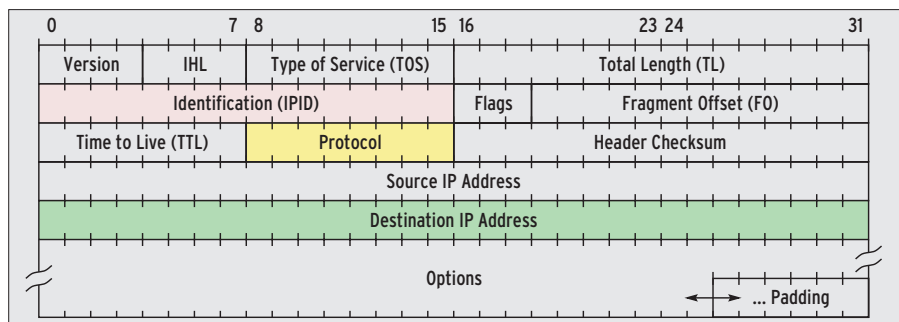 0 7 8 15 16 23 24 31
Version IHL Type of Service (TOS) Total Length (TL)
Identification (IPID) Flags Fragment Offset (FO)
Time to Live (TTL) Protocol Header Checksum
Source IP Address
Destination IP Address
Options
... Padding